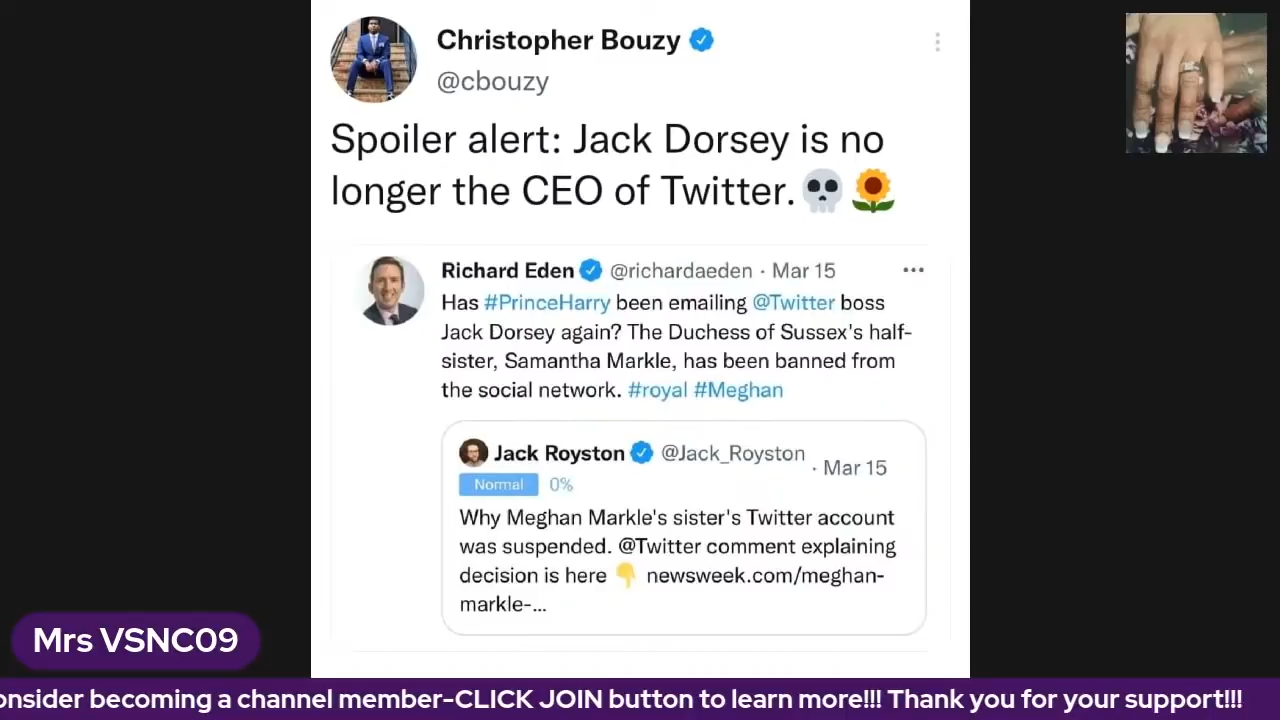 Christopher Bouzy
@cbouzy
Spoiler alert: Jack Dorsey is no
longer the CEO of Twitter.💀🌻
Richard Eden @richardaeden · Mar 15
Has #PrinceHarry been emailing @Twitter boss
Jack Dorsey again? The Duchess of Sussex's half-
sister, Samantha Markle, has been banned from
the social network. #royal #Meghan
Jack Royston @Jack_Royston · Mar 15
Normal 0%
Why Meghan Markle's sister's Twitter account
was suspended. @Twitter comment explaining
decision is here 👇 newsweek.com/meghan-
markle-...
Mrs VSNC09
onsider becoming a channel member-CLICK JOIN button to learn more!!! Thank you for your support!!!